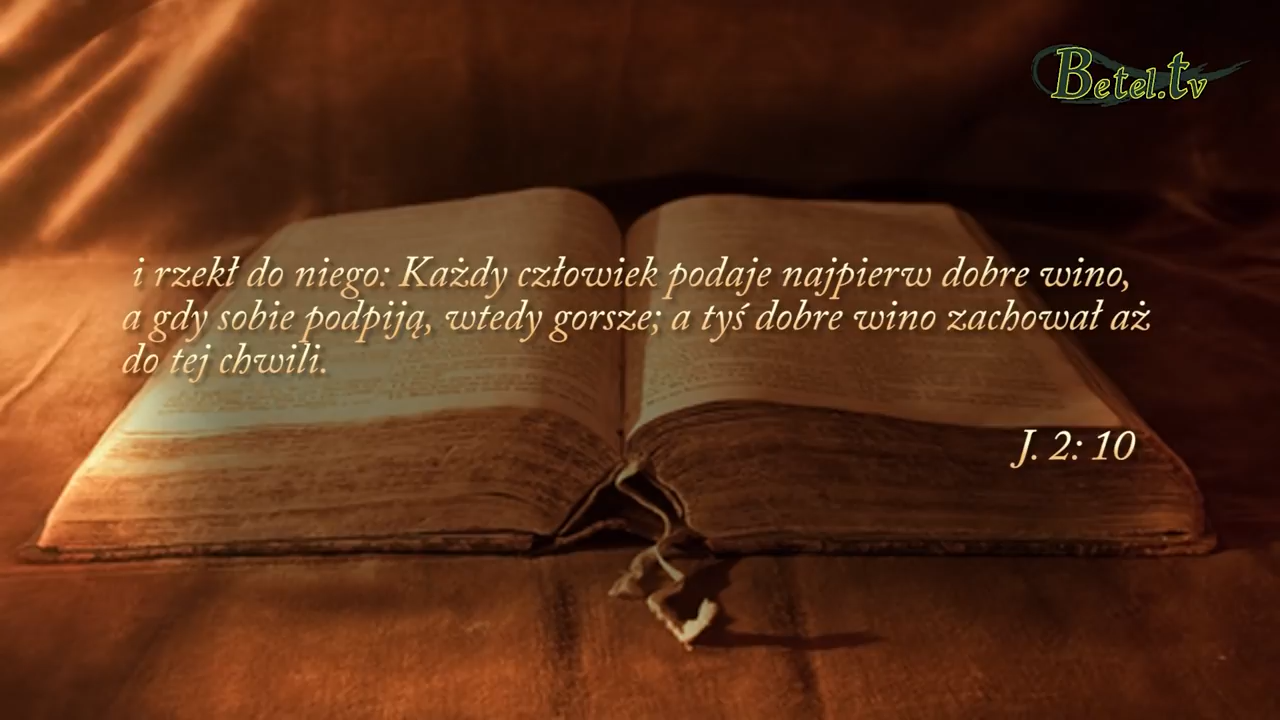 Betel.tv
i rzekł do niego: Każdy człowiek podaje najpierw dobre wino,
a gdy sobie podpiją, wtedy gorsze; a tyś dobre wino zachował aż
do tej chwili.
J. 2: 10